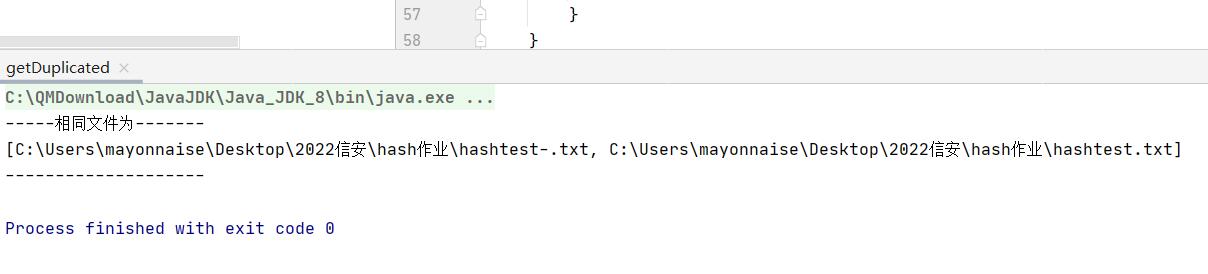 57 }
58 }
getDuplicated ×
C:\QMDownload\JavaJDK\Java_JDK_8\bin\java.exe ...
-----相同文件为-------
[C:\Users\mayonnaise\Desktop\2022信安\hash作业\hashtest-.txt, C:\Users\mayonnaise\Desktop\2022信安\hash作业\hashtest.txt]
--------------------
Process finished with exit code 0